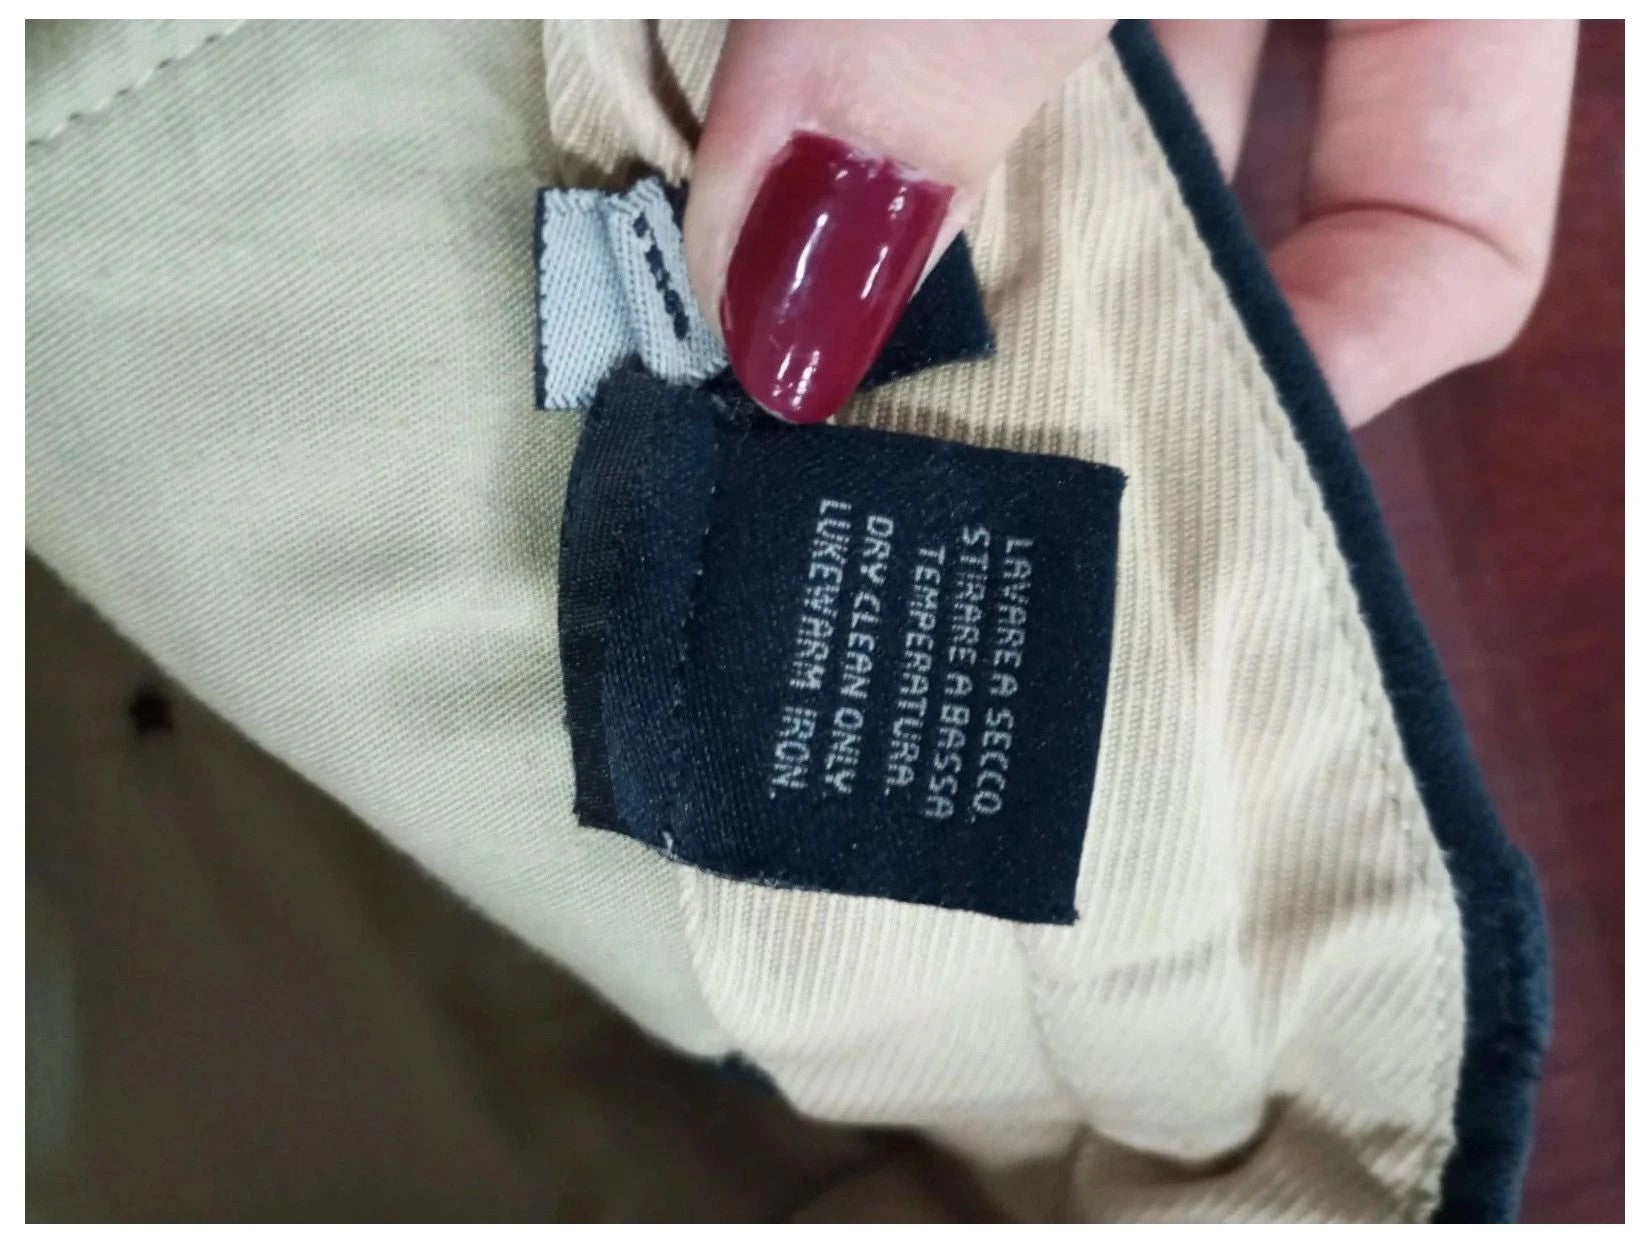 LAVARE A SECCO.
STIRARE A BASSA
TEMPERATURA.
DRY CLEAN ONLY
LUKEWARM IRON.